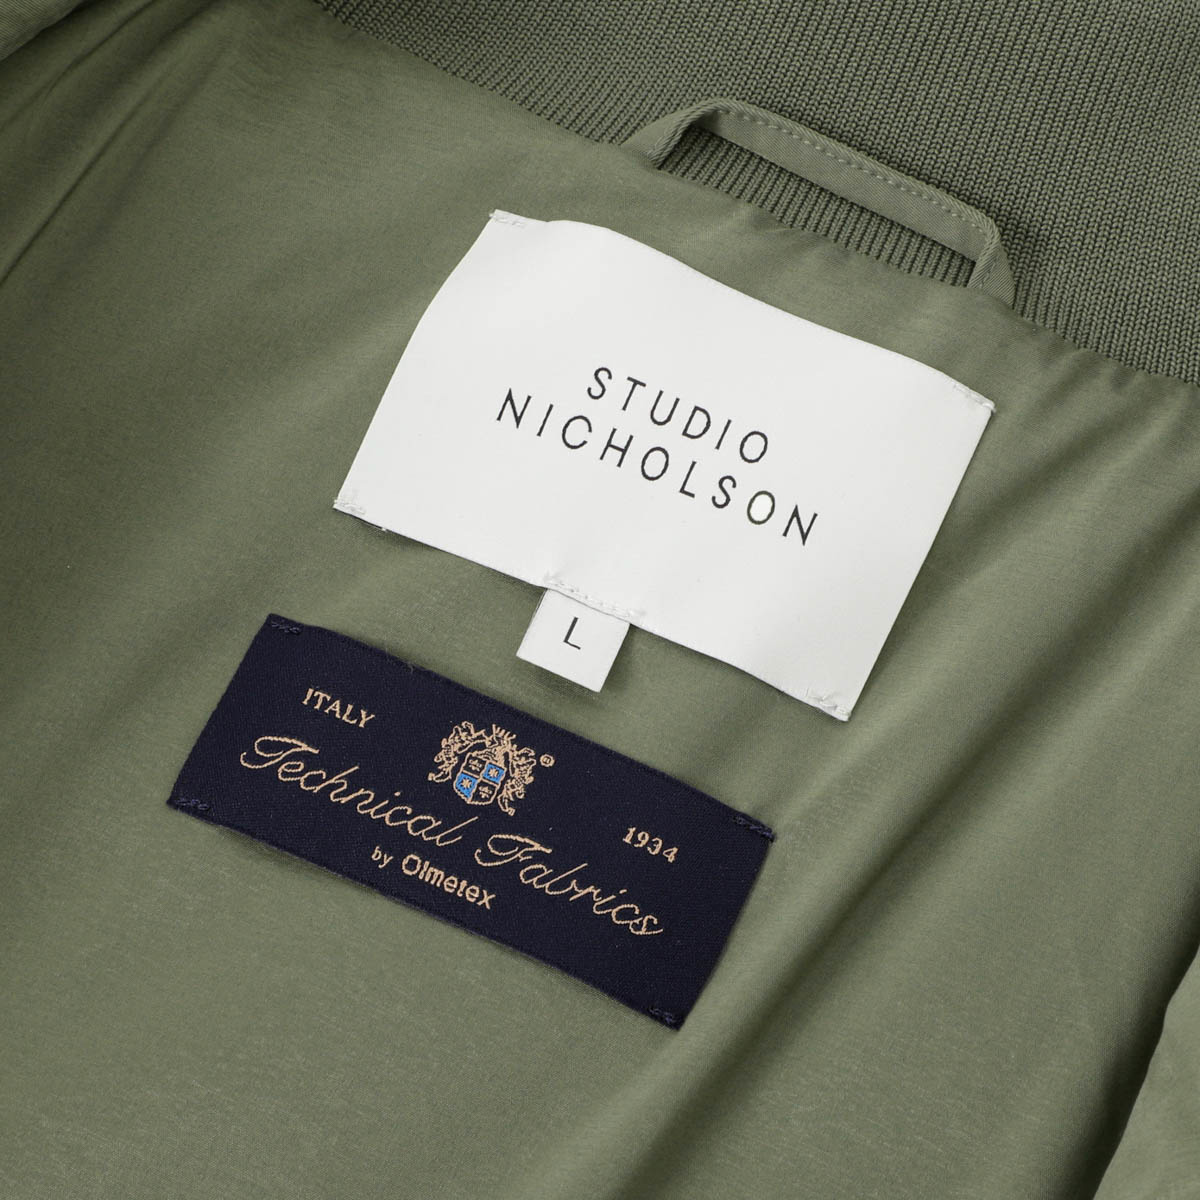 STUDIO
NICHOLSON
L
ITALY
®
1934
Technical Fabrics
by Olmetex